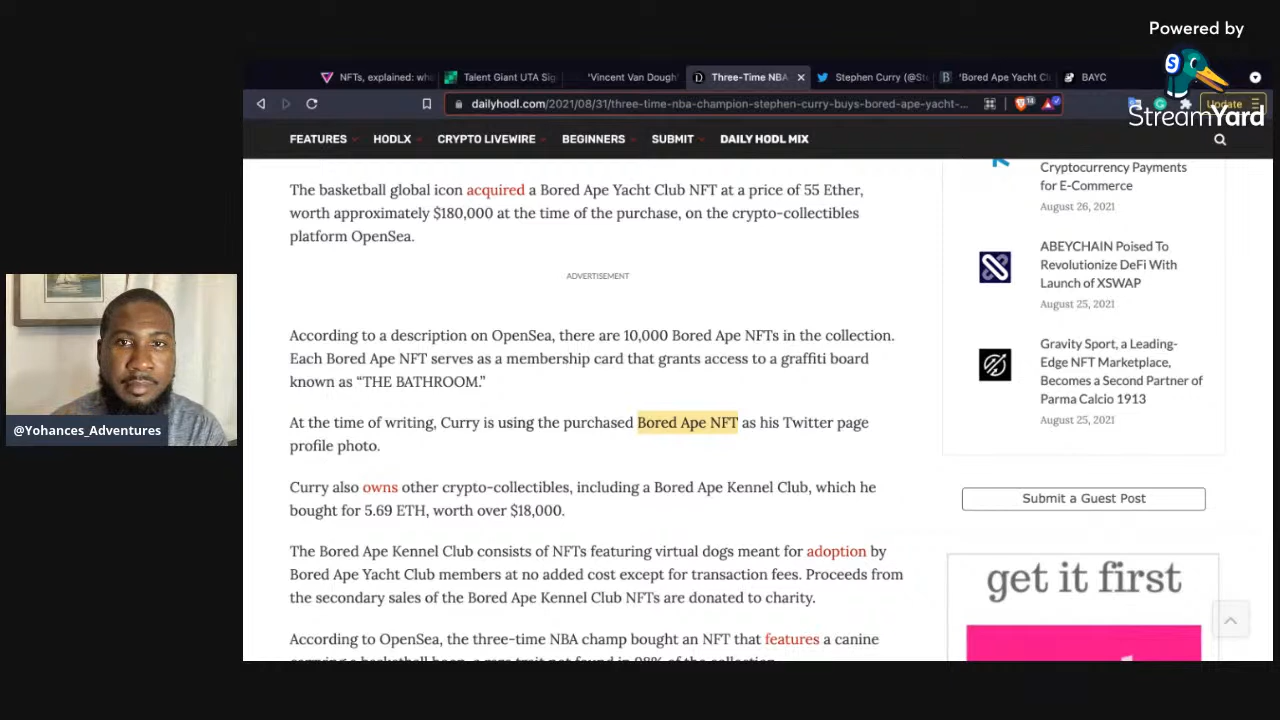 Powered by
StreamYard
NFTs, explained: wh
Talent Giant UTA Sig
'Vincent Van Dough'
Three-Time NBA
Stephen Curry (@St
'Bored Ape Yacht C
BAYC
dailyhodl.com/2021/08/31/three-time-nba-champion-stephen-curry-buys-bored-ape-yacht-...
14
Update
FEATURES
HODLX
CRYPTO LIVEWIRE
BEGINNERS
SUBMIT
DAILY HODL MIX
The basketball global icon acquired a Bored Ape Yacht Club NFT at a price of 55 Ether,
worth approximately $180,000 at the time of the purchase, on the crypto-collectibles
platform OpenSea.
ADVERTISEMENT
According to a description on OpenSea, there are 10,000 Bored Ape NFTs in the collection.
Each Bored Ape NFT serves as a membership card that grants access to a graffiti board
known as “THE BATHROOM.”
At the time of writing, Curry is using the purchased Bored Ape NFT as his Twitter page
profile photo.
Curry also owns other crypto-collectibles, including a Bored Ape Kennel Club, which he
bought for 5.69 ETH, worth over $18,000.
The Bored Ape Kennel Club consists of NFTs featuring virtual dogs meant for adoption by
Bored Ape Yacht Club members at no added cost except for transaction fees. Proceeds from
the secondary sales of the Bored Ape Kennel Club NFTs are donated to charity.
According to OpenSea, the three-time NBA champ bought an NFT that features a canine
Cryptocurrency Payments
for E-Commerce
August 26, 2021
ABEYCHAIN Poised To
Revolutionize DeFi With
Launch of XSWAP
August 25, 2021
Gravity Sport, a Leading-
Edge NFT Marketplace,
Becomes a Second Partner of
Parma Calcio 1913
August 25, 2021
Submit a Guest Post
get it first
@Yohances_Adventures